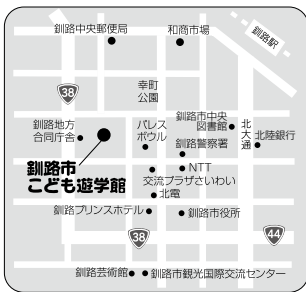 釧路中央郵便局
和商市場
釧路駅
38
幸町
公園
釧路市中央
図書館
釧路地方
合同庁舎
パレス
ボウル
釧路警察署
北大通
北陸銀行
釧路市
こども遊学館
NTT
交流プラザさいわい
北電
釧路プリンスホテル
釧路市役所
38
44
釧路芸術館
釧路市観光国際交流センター